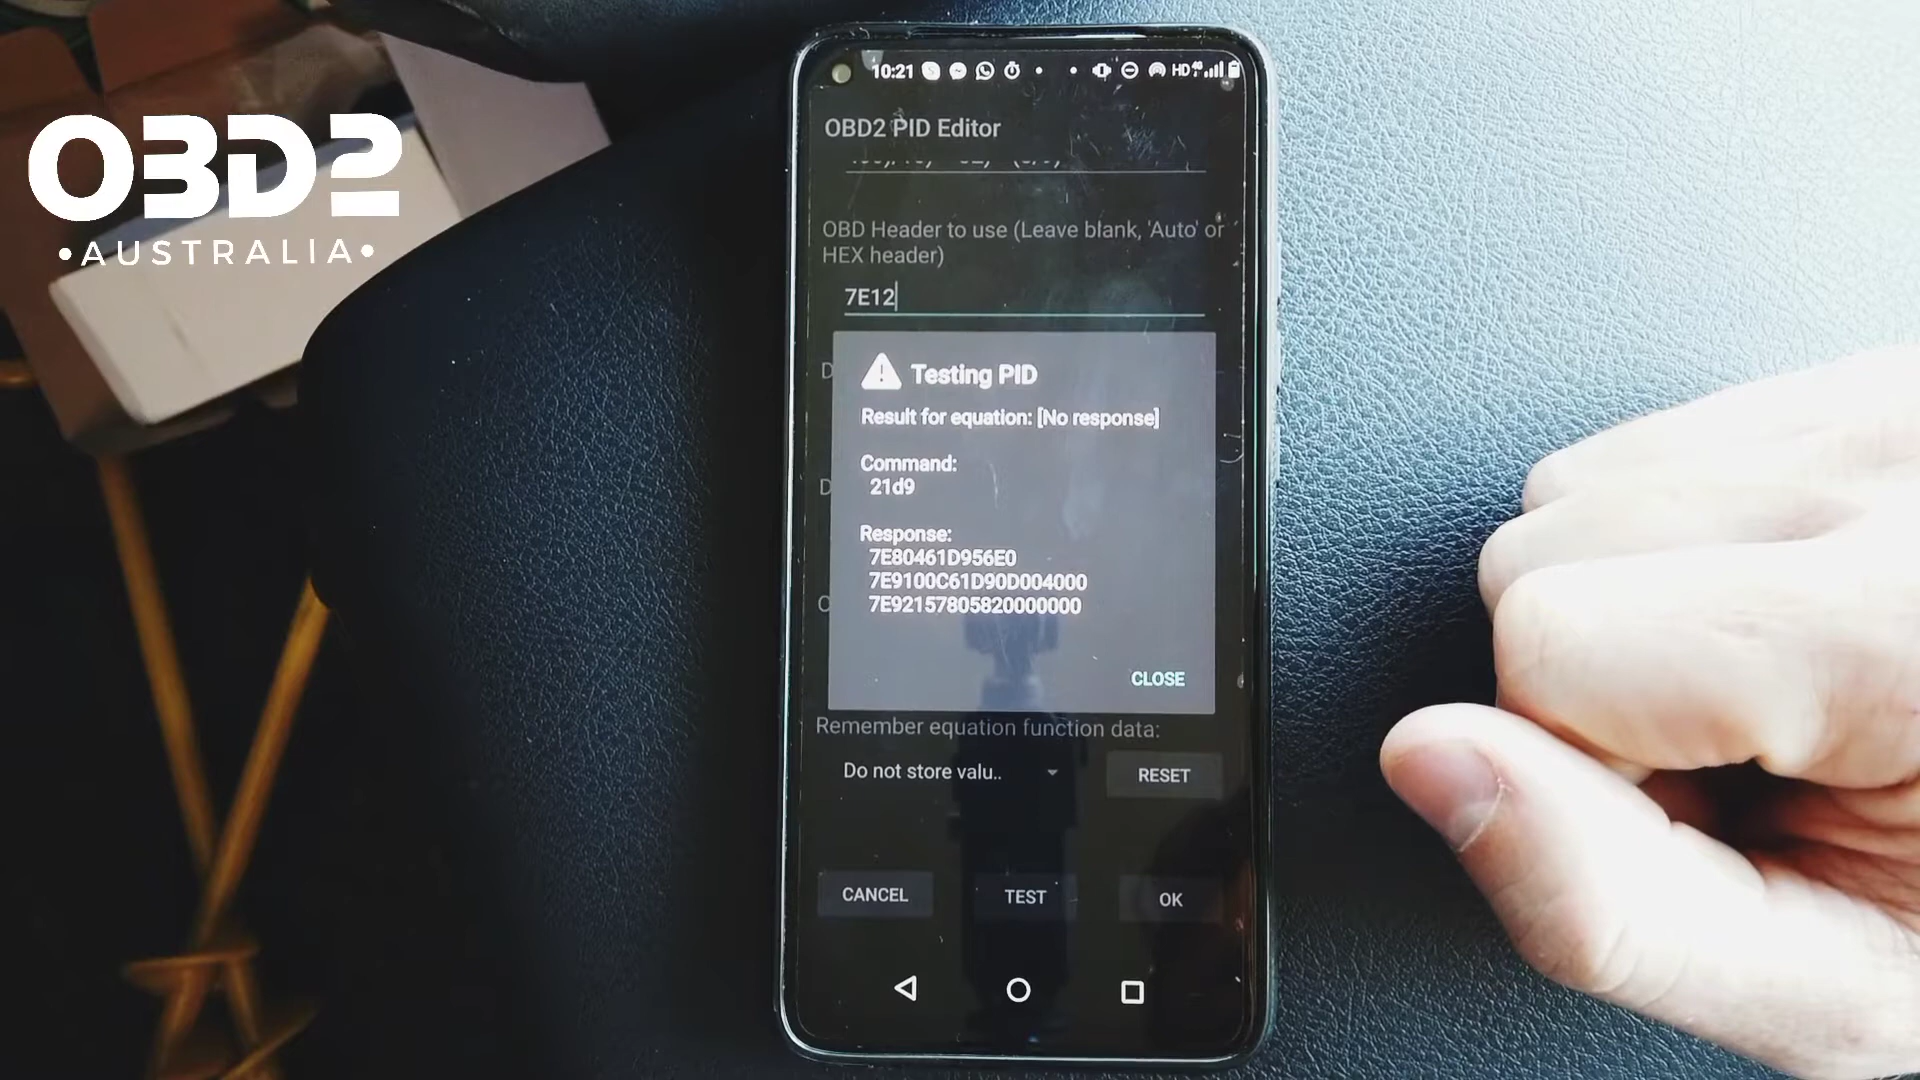 OBD2
•AUSTRALIA•
10:21
HD 4G
OBD2 PID Editor
OBD Header to use (Leave blank, 'Auto' or
HEX header)
7E12
Testing PID
Result for equation: [No response]
Command:
21d9
Response:
7E80461D956E0
7E9100C61D90D004000
7E92157805820000000
CLOSE
Remember equation function data:
Do not store valu..
RESET
CANCEL
TEST
OK